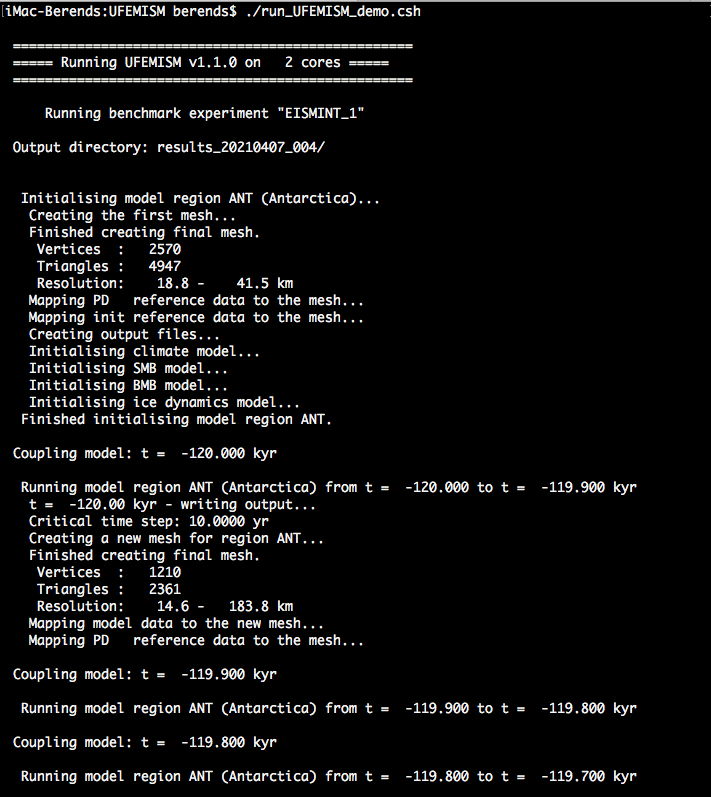 [iMac-Berends:UFEMISM berends$ ./run_UFEMISM_demo.csh
==================================================
===== Running UFEMISM v1.1.0 on   2 cores =====
==================================================
Running benchmark experiment "EISMINT_1"
Output directory: results_20210407_004/
Initialising model region ANT (Antarctica)...
Creating the first mesh...
Finished creating final mesh.
Vertices  :   2570
Triangles :   4947
Resolution:    18.8 -    41.5 km
Mapping PD   reference data to the mesh...
Mapping init reference data to the mesh...
Creating output files...
Initialising climate model...
Initialising SMB model...
Initialising BMB model...
Initialising ice dynamics model...
Finished initialising model region ANT.
Coupling model: t =  -120.000 kyr
Running model region ANT (Antarctica) from t =  -120.000 to t =  -119.900 kyr
t =  -120.00 kyr - writing output...
Critical time step: 10.0000 yr
Creating a new mesh for region ANT...
Finished creating final mesh.
Vertices  :   1210
Triangles :   2361
Resolution:    14.6 -   183.8 km
Mapping model data to the new mesh...
Mapping PD   reference data to the mesh...
Coupling model: t =  -119.900 kyr
Running model region ANT (Antarctica) from t =  -119.900 to t =  -119.800 kyr
Coupling model: t =  -119.800 kyr
Running model region ANT (Antarctica) from t =  -119.800 to t =  -119.700 kyr